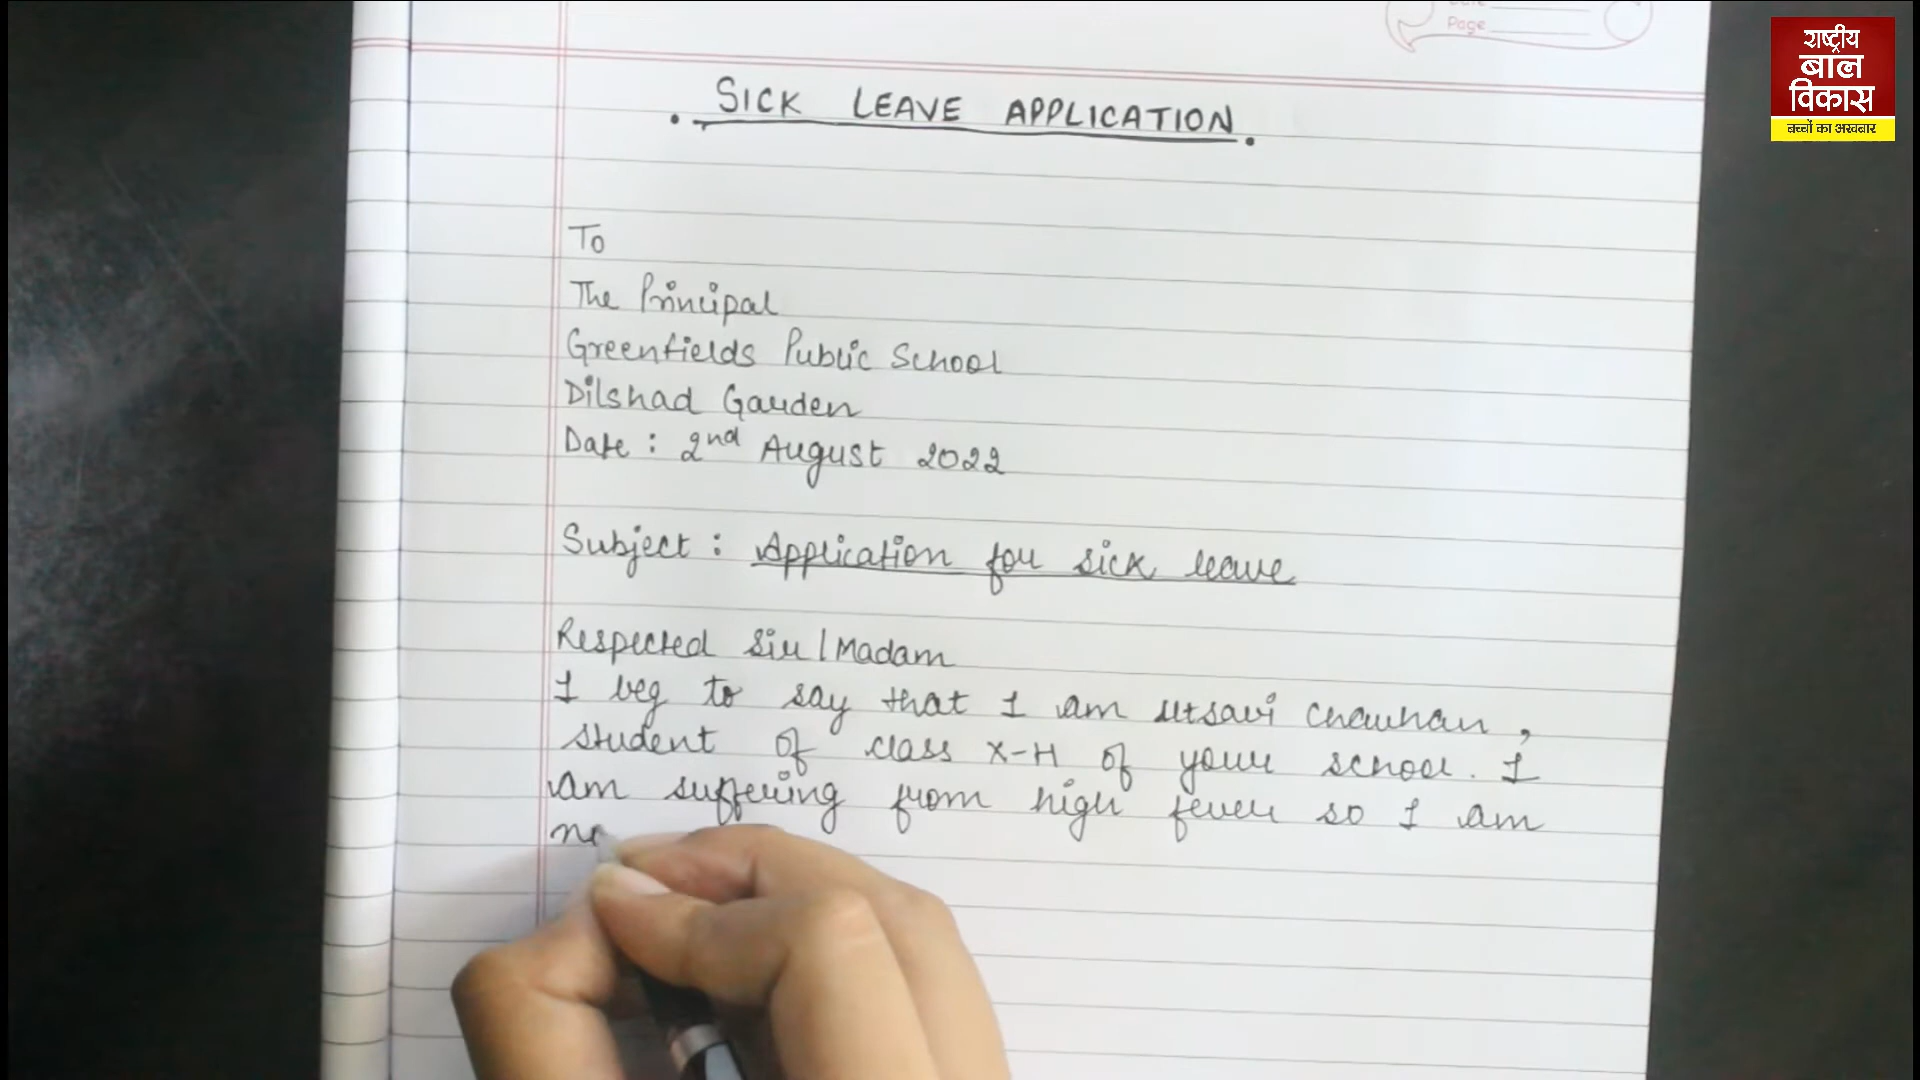 Page
राष्ट्रीय
बाल
विकास
बच्चों का अखबार
SICK LEAVE APPLICATION
To
The Principal
Greenfields Public School
Dilshad Garden
Date : 2nd August 2022
Subject : Application for sick leave
Respected Sir/Madam
I beg to say that I am Utsavi Chauhan,
student of class X-H of your school. I
am suffering from high fever so I am